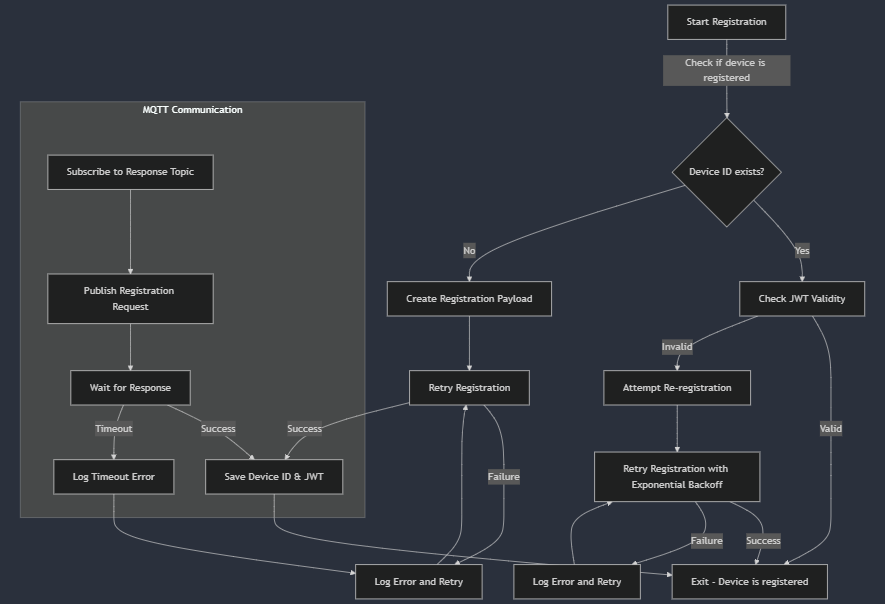 Start Registration
Check if device is
registered
MQTT Communication
Subscribe to Response Topic
Device ID exists?
No
Yes
Publish Registration
Request
Create Registration Payload
Check JWT Validity
Invalid
Wait for Response
Retry Registration
Attempt Re-registration
Timeout
Success
Success
Valid
Log Timeout Error
Save Device ID & JWT
Failure
Retry Registration with
Exponential Backoff
Failure
Success
Log Error and Retry
Log Error and Retry
Exit - Device is registered